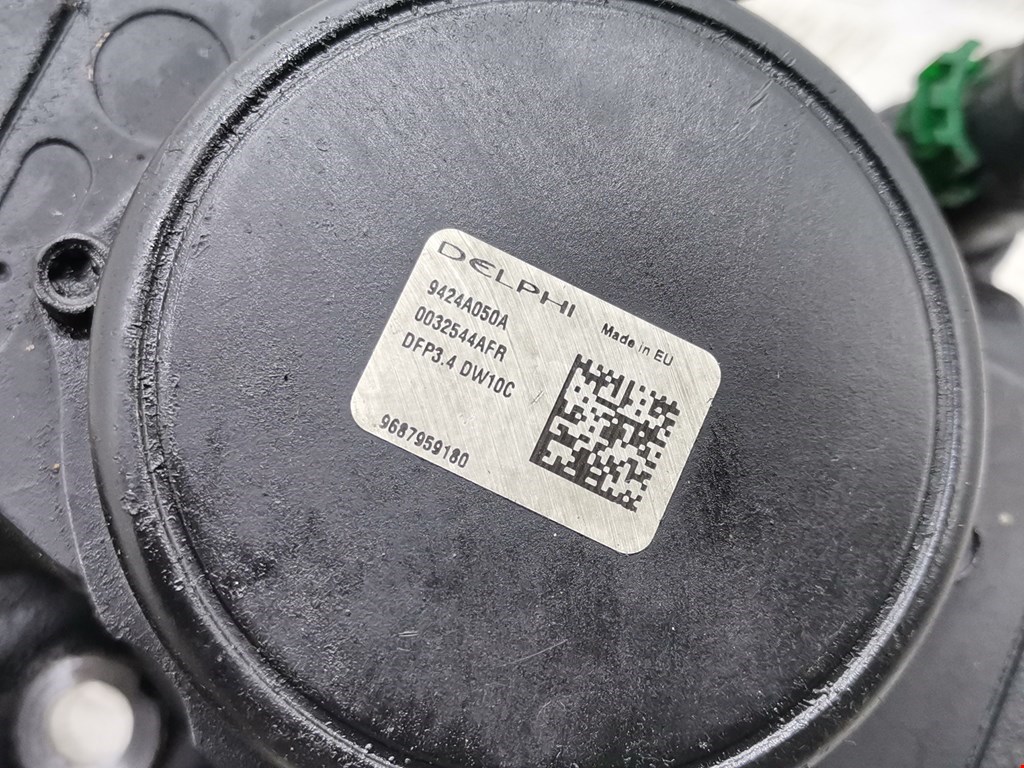 DELPHI
9424A050A
0032544AFR
DFP3.4 DW10C
Made in EU
9687959180